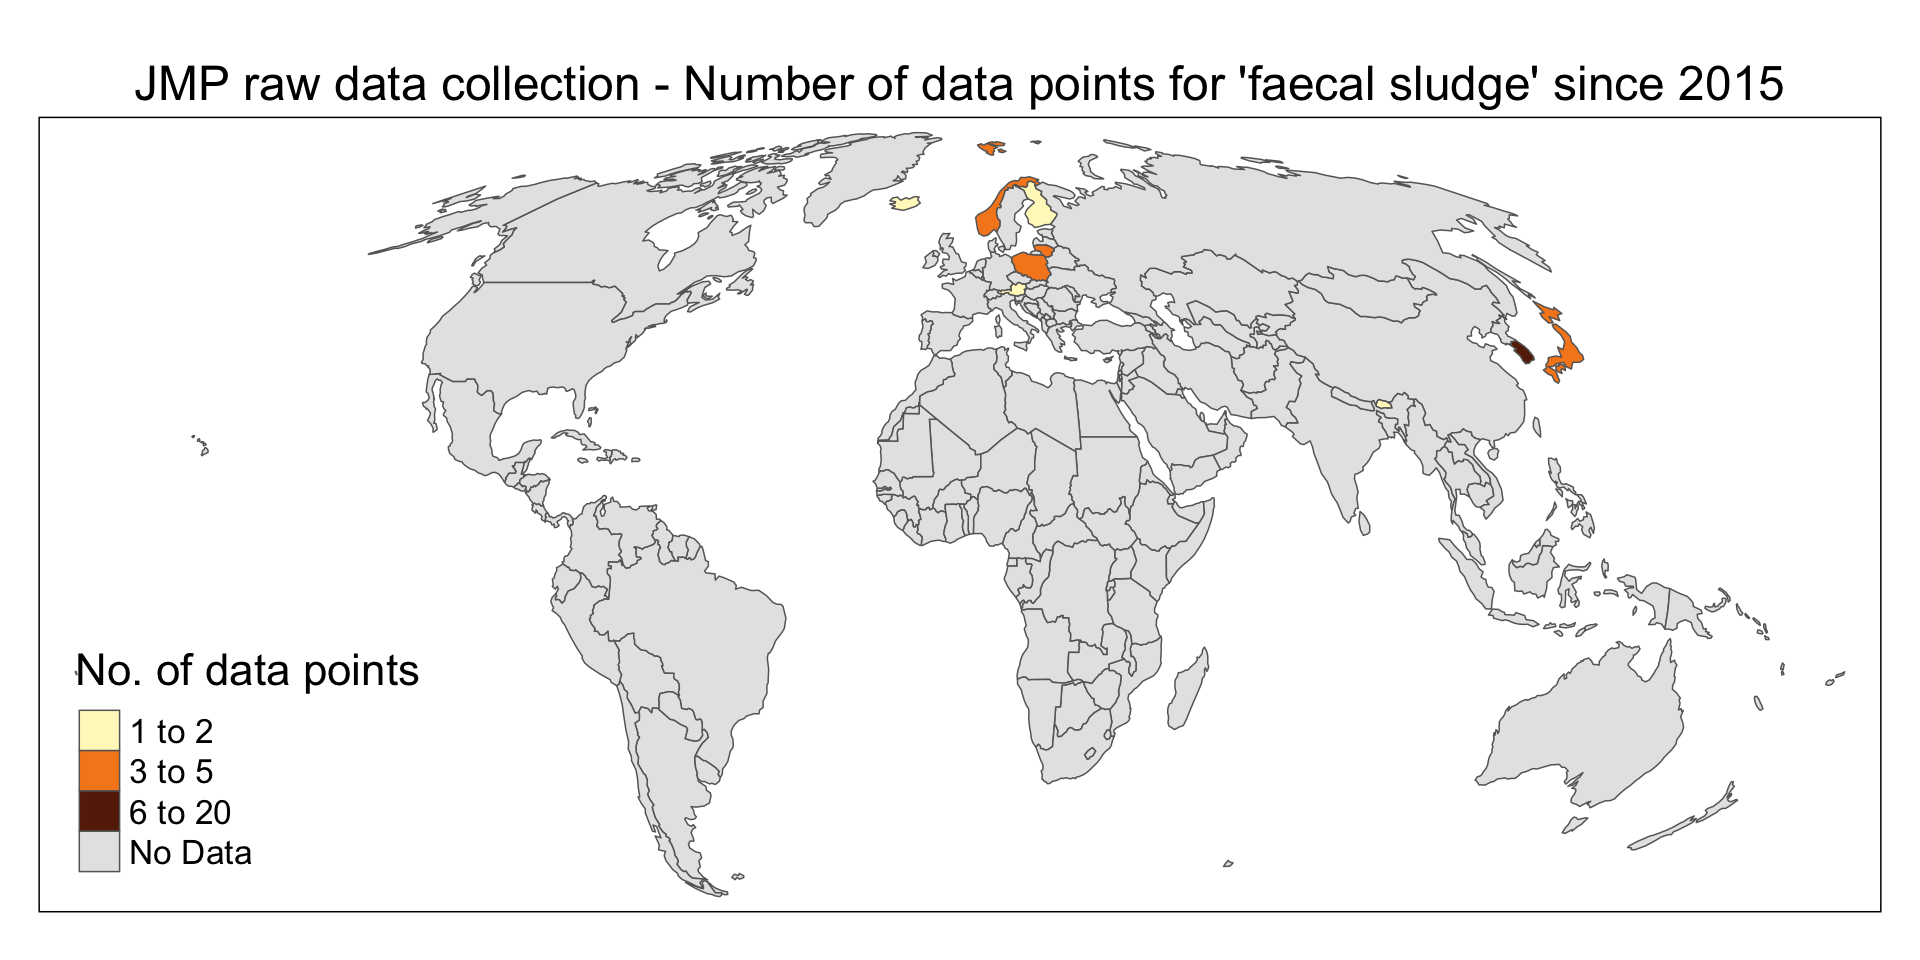 JMP raw data collection - Number of data points for 'faecal sludge' since 2015
No. of data points
1 to 2
3 to 5
6 to 20
No Data